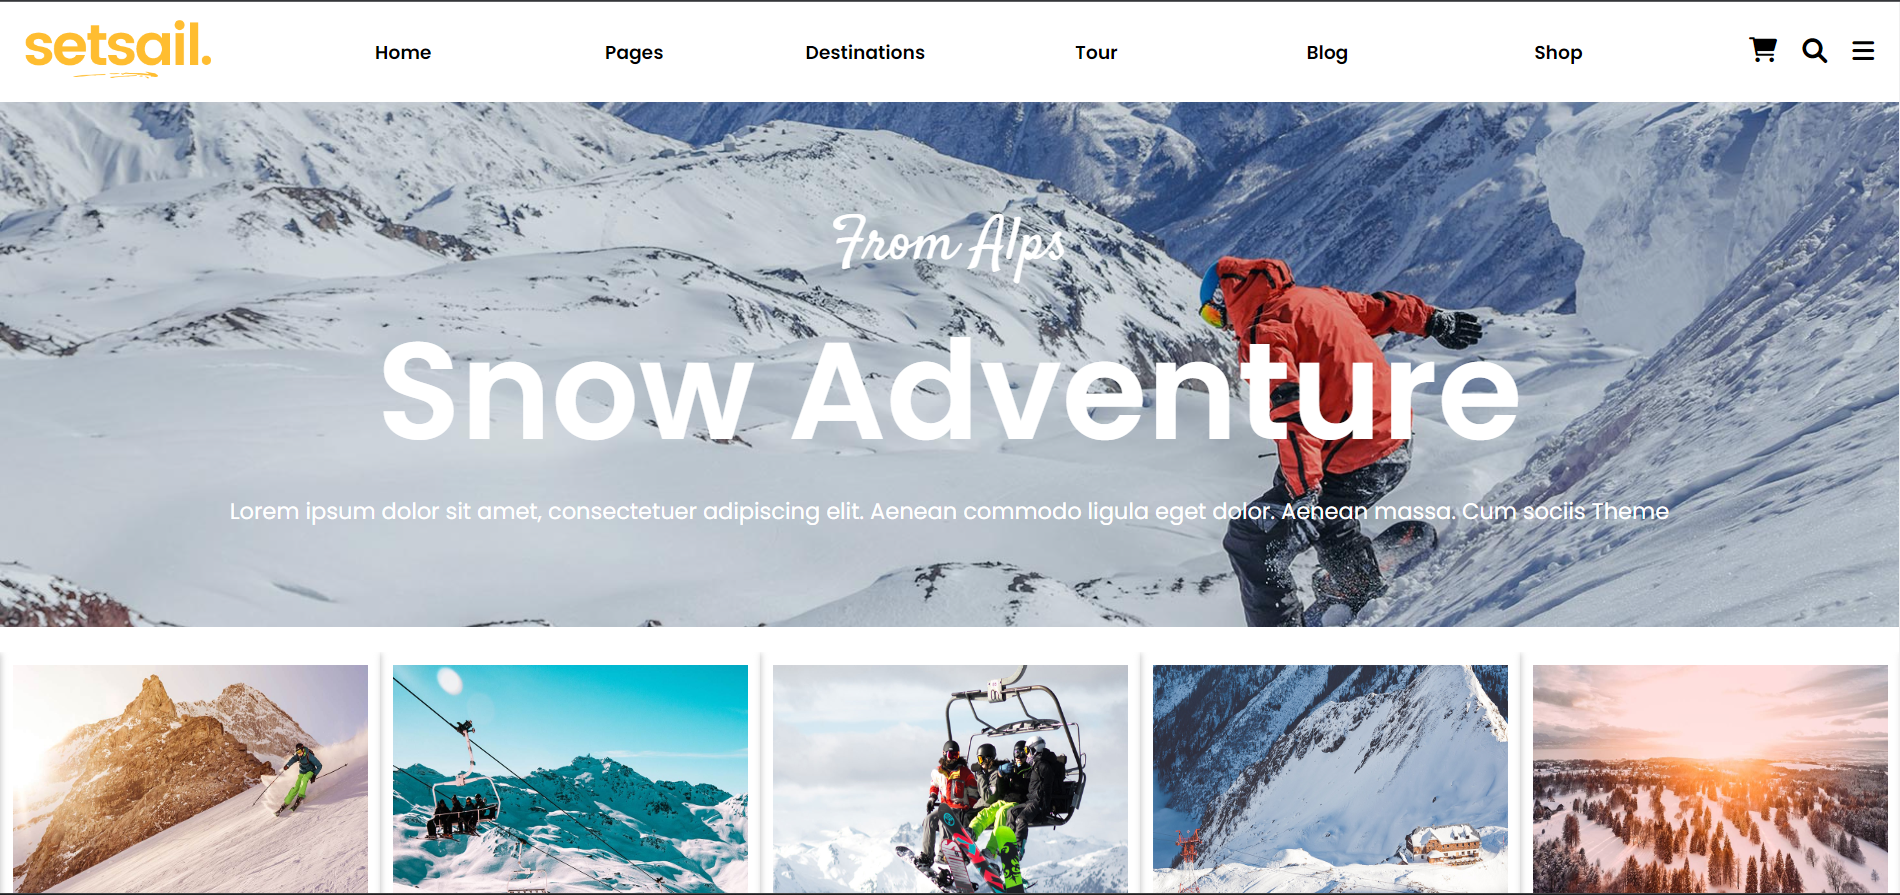 setsail.
Home Pages Destinations Tour Blog Shop
From Alps
Snow Adventure
Lorem ipsum dolor sit amet, consectetuer adipiscing elit. Aenean commodo ligula eget dolor. Aenean massa. Cum sociis Theme